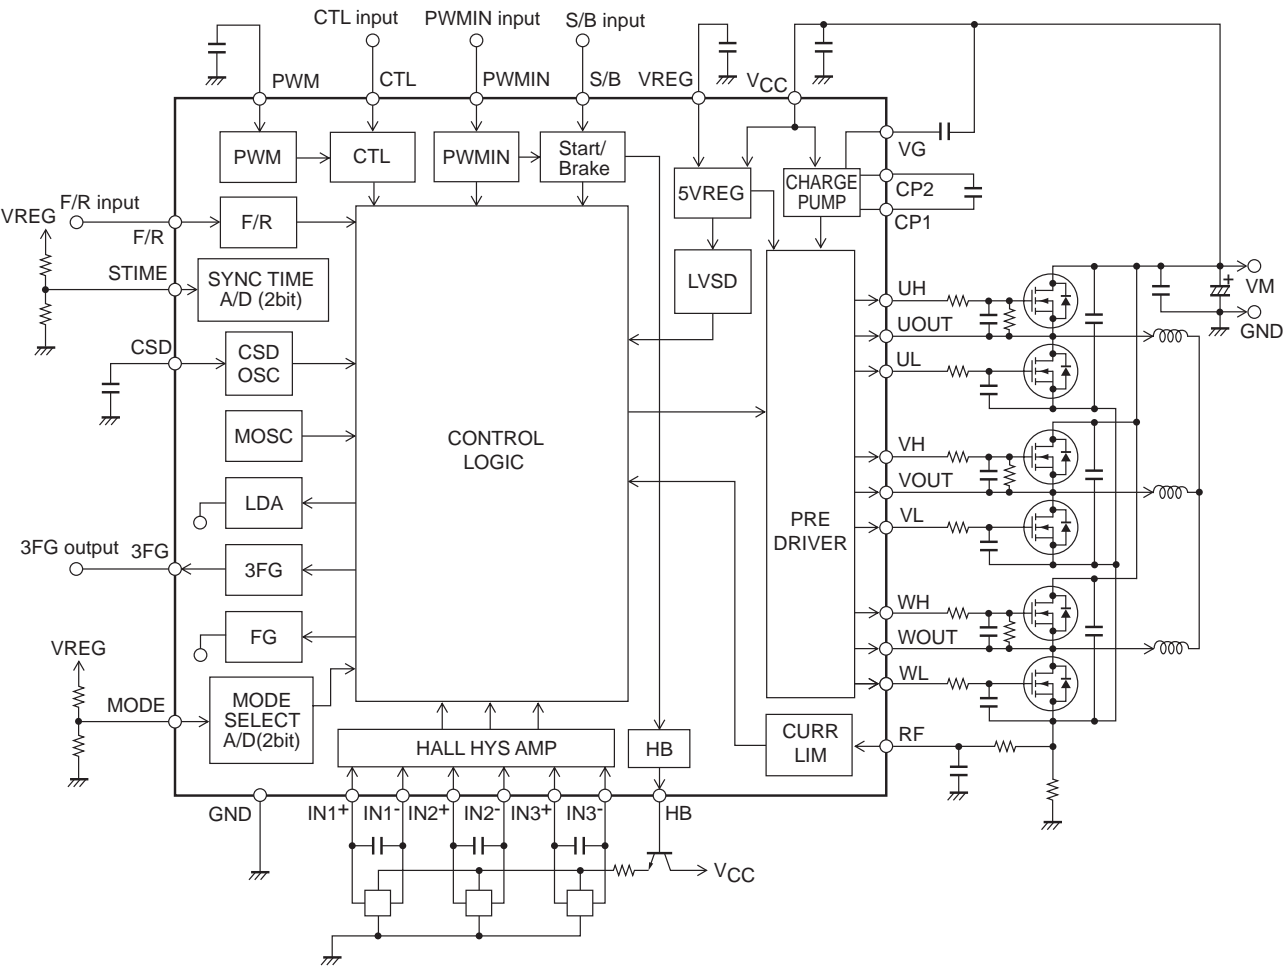 CTL input
PWMIN input
S/B input
PWM
CTL
PWMIN
S/B
VREG
VCC
PWM
CTL
PWMIN
Start/
Brake
5VREG
CHARGE
PUMP
VG
CP2
CP1
F/R input
VREG
F/R
F/R
STIME
SYNC TIME
A/D (2bit)
LVSD
CSD
CSD
OSC
MOSC
LDA
3FG output
3FG
3FG
FG
VREG
MODE
MODE
SELECT
A/D(2bit)
CONTROL
LOGIC
PRE
DRIVER
UH
UOUT
UL
VH
VOUT
VL
WH
WOUT
WL
RF
+
VM
GND
CURR
LIM
HALL HYS AMP
HB
GND
IN1+
IN1-
IN2+
IN2-
IN3+
IN3-
HB
VCC